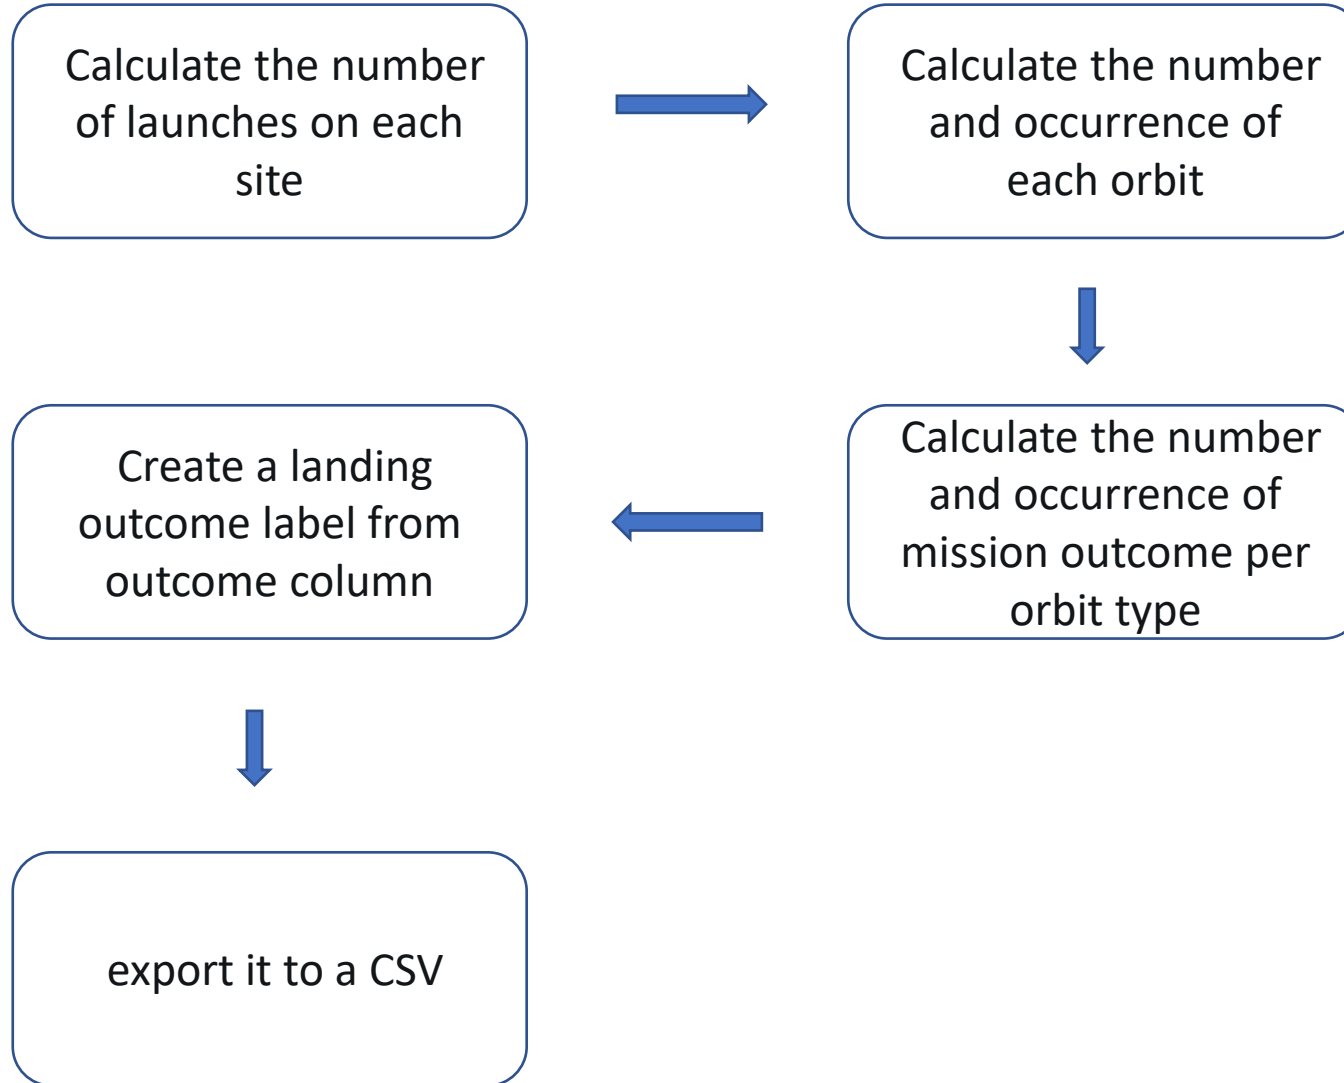 Calculate the number
of launches on each
site
Calculate the number
and occurrence of
each orbit
Calculate the number
and occurrence of
mission outcome per
orbit type
Create a landing
outcome label from
outcome column
export it to a CSV